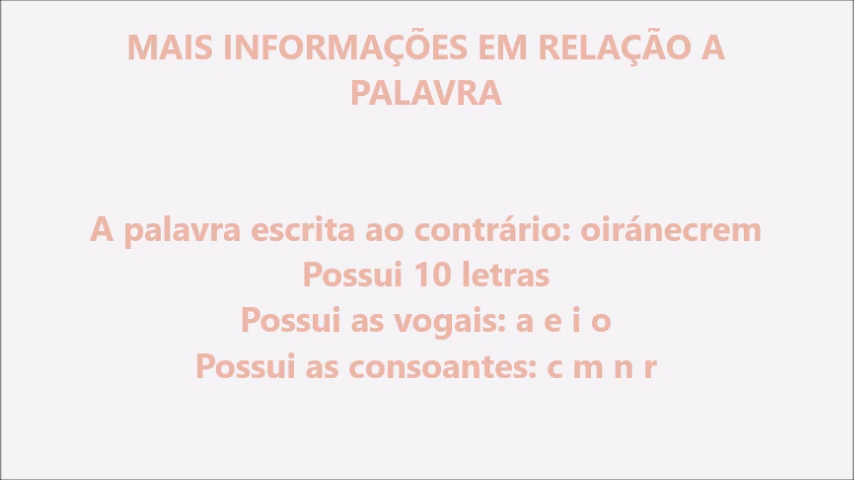 MAIS INFORMAÇÕES EM RELAÇÃO A
PALAVRA
A palavra escrita ao contrário: oiránecrem
Possui 10 letras
Possui as vogais: a e i o
Possui as consoantes: c m n r